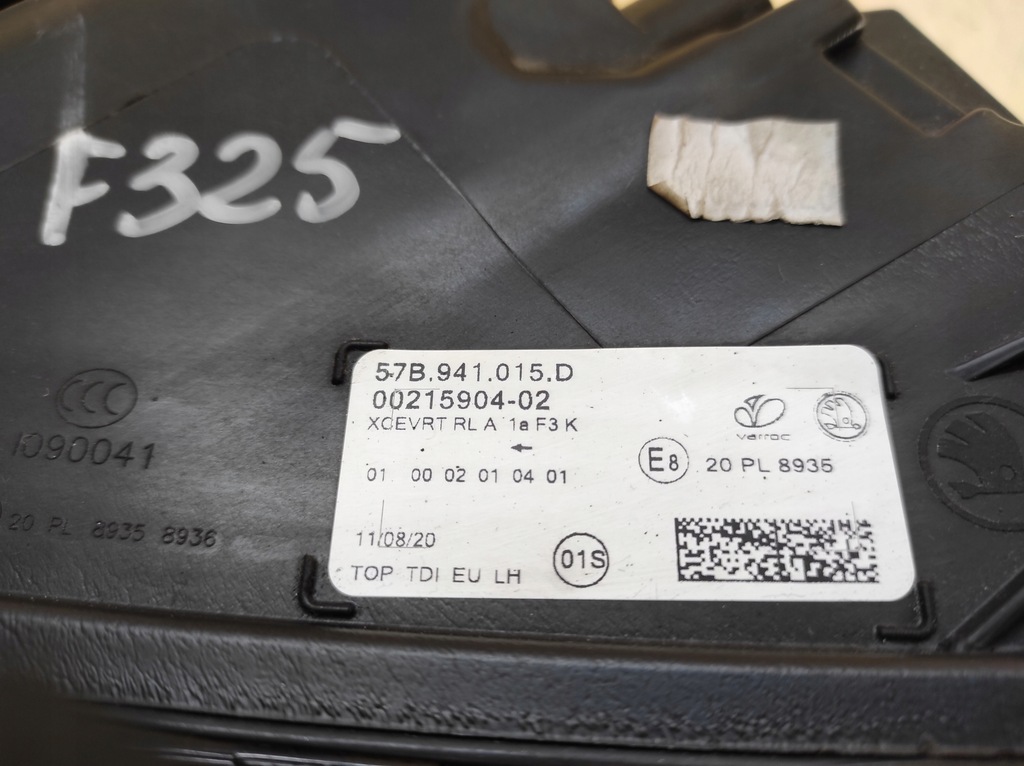 F325
57B.941.015.D
00215904-02
XCEVRT RL A 1a F3 K
←
01 00 02 01 04 01
varroc
E8 20 PL 8935
11/08/20
01S
TOP TDI EU LH
CCC
1090041
20 PL 8935 8936